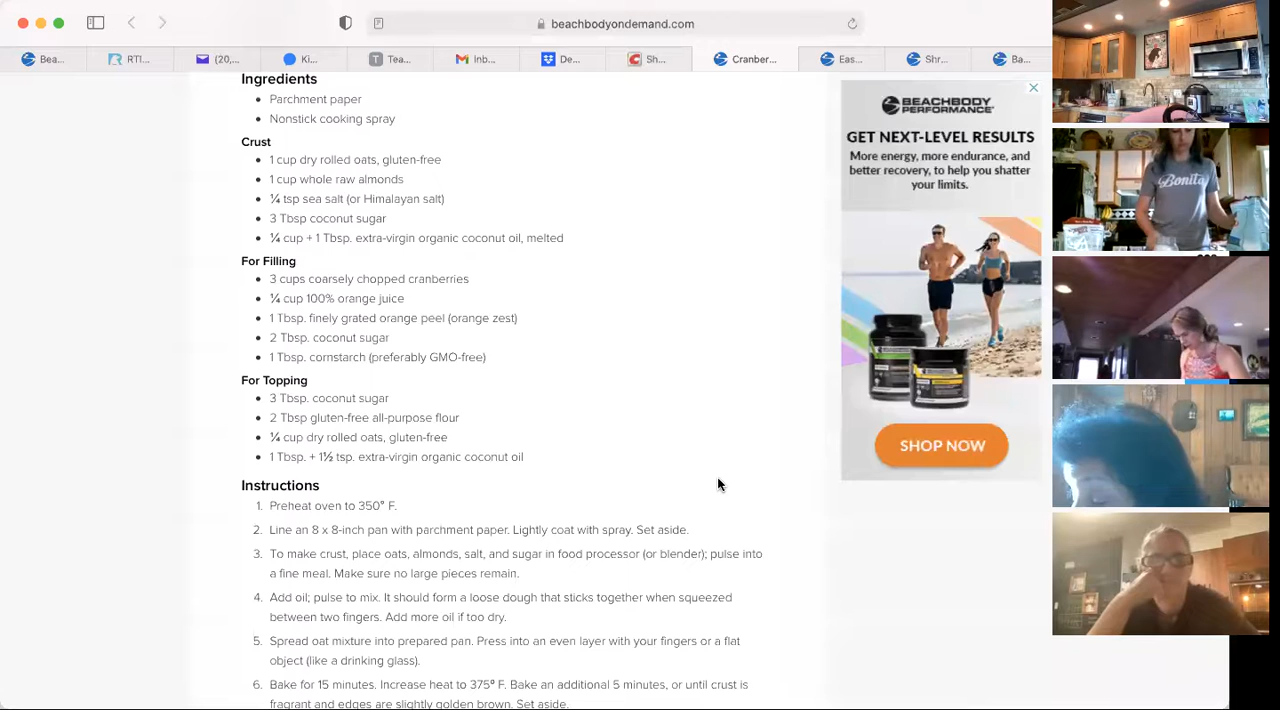 beachbodyondemand.com
Bea...
RTI...
(20,...
Ki...
Tea...
Inb...
De...
Sh...
Cranber...
Eas...
Shr...
Ba...
Ingredients
• Parchment paper
• Nonstick cooking spray
Crust
• 1 cup dry rolled oats, gluten-free
• 1 cup whole raw almonds
• ¼ tsp sea salt (or Himalayan salt)
• 3 Tbsp coconut sugar
• ¼ cup + 1 Tbsp. extra-virgin organic coconut oil, melted
For Filling
• 3 cups coarsely chopped cranberries
• ¼ cup 100% orange juice
• 1 Tbsp. finely grated orange peel (orange zest)
• 2 Tbsp. coconut sugar
• 1 Tbsp. cornstarch (preferably GMO-free)
For Topping
• 3 Tbsp. coconut sugar
• 2 Tbsp gluten-free all-purpose flour
• ¼ cup dry rolled oats, gluten-free
• 1 Tbsp. + 1½ tsp. extra-virgin organic coconut oil
Instructions
1. Preheat oven to 350° F.
2. Line an 8 x 8-inch pan with parchment paper. Lightly coat with spray. Set aside.
3. To make crust, place oats, almonds, salt, and sugar in food processor (or blender); pulse into
a fine meal. Make sure no large pieces remain.
4. Add oil; pulse to mix. It should form a loose dough that sticks together when squeezed
between two fingers. Add more oil if too dry.
5. Spread oat mixture into prepared pan. Press into an even layer with your fingers or a flat
object (like a drinking glass).
6. Bake for 15 minutes. Increase heat to 375° F. Bake an additional 5 minutes, or until crust is
fragrant and edges are slightly golden brown. Set aside.
BEACHBODY
PERFORMANCE
GET NEXT-LEVEL RESULTS
More energy, more endurance, and
better recovery, to help you shatter
your limits.
SHOP NOW
Bonita